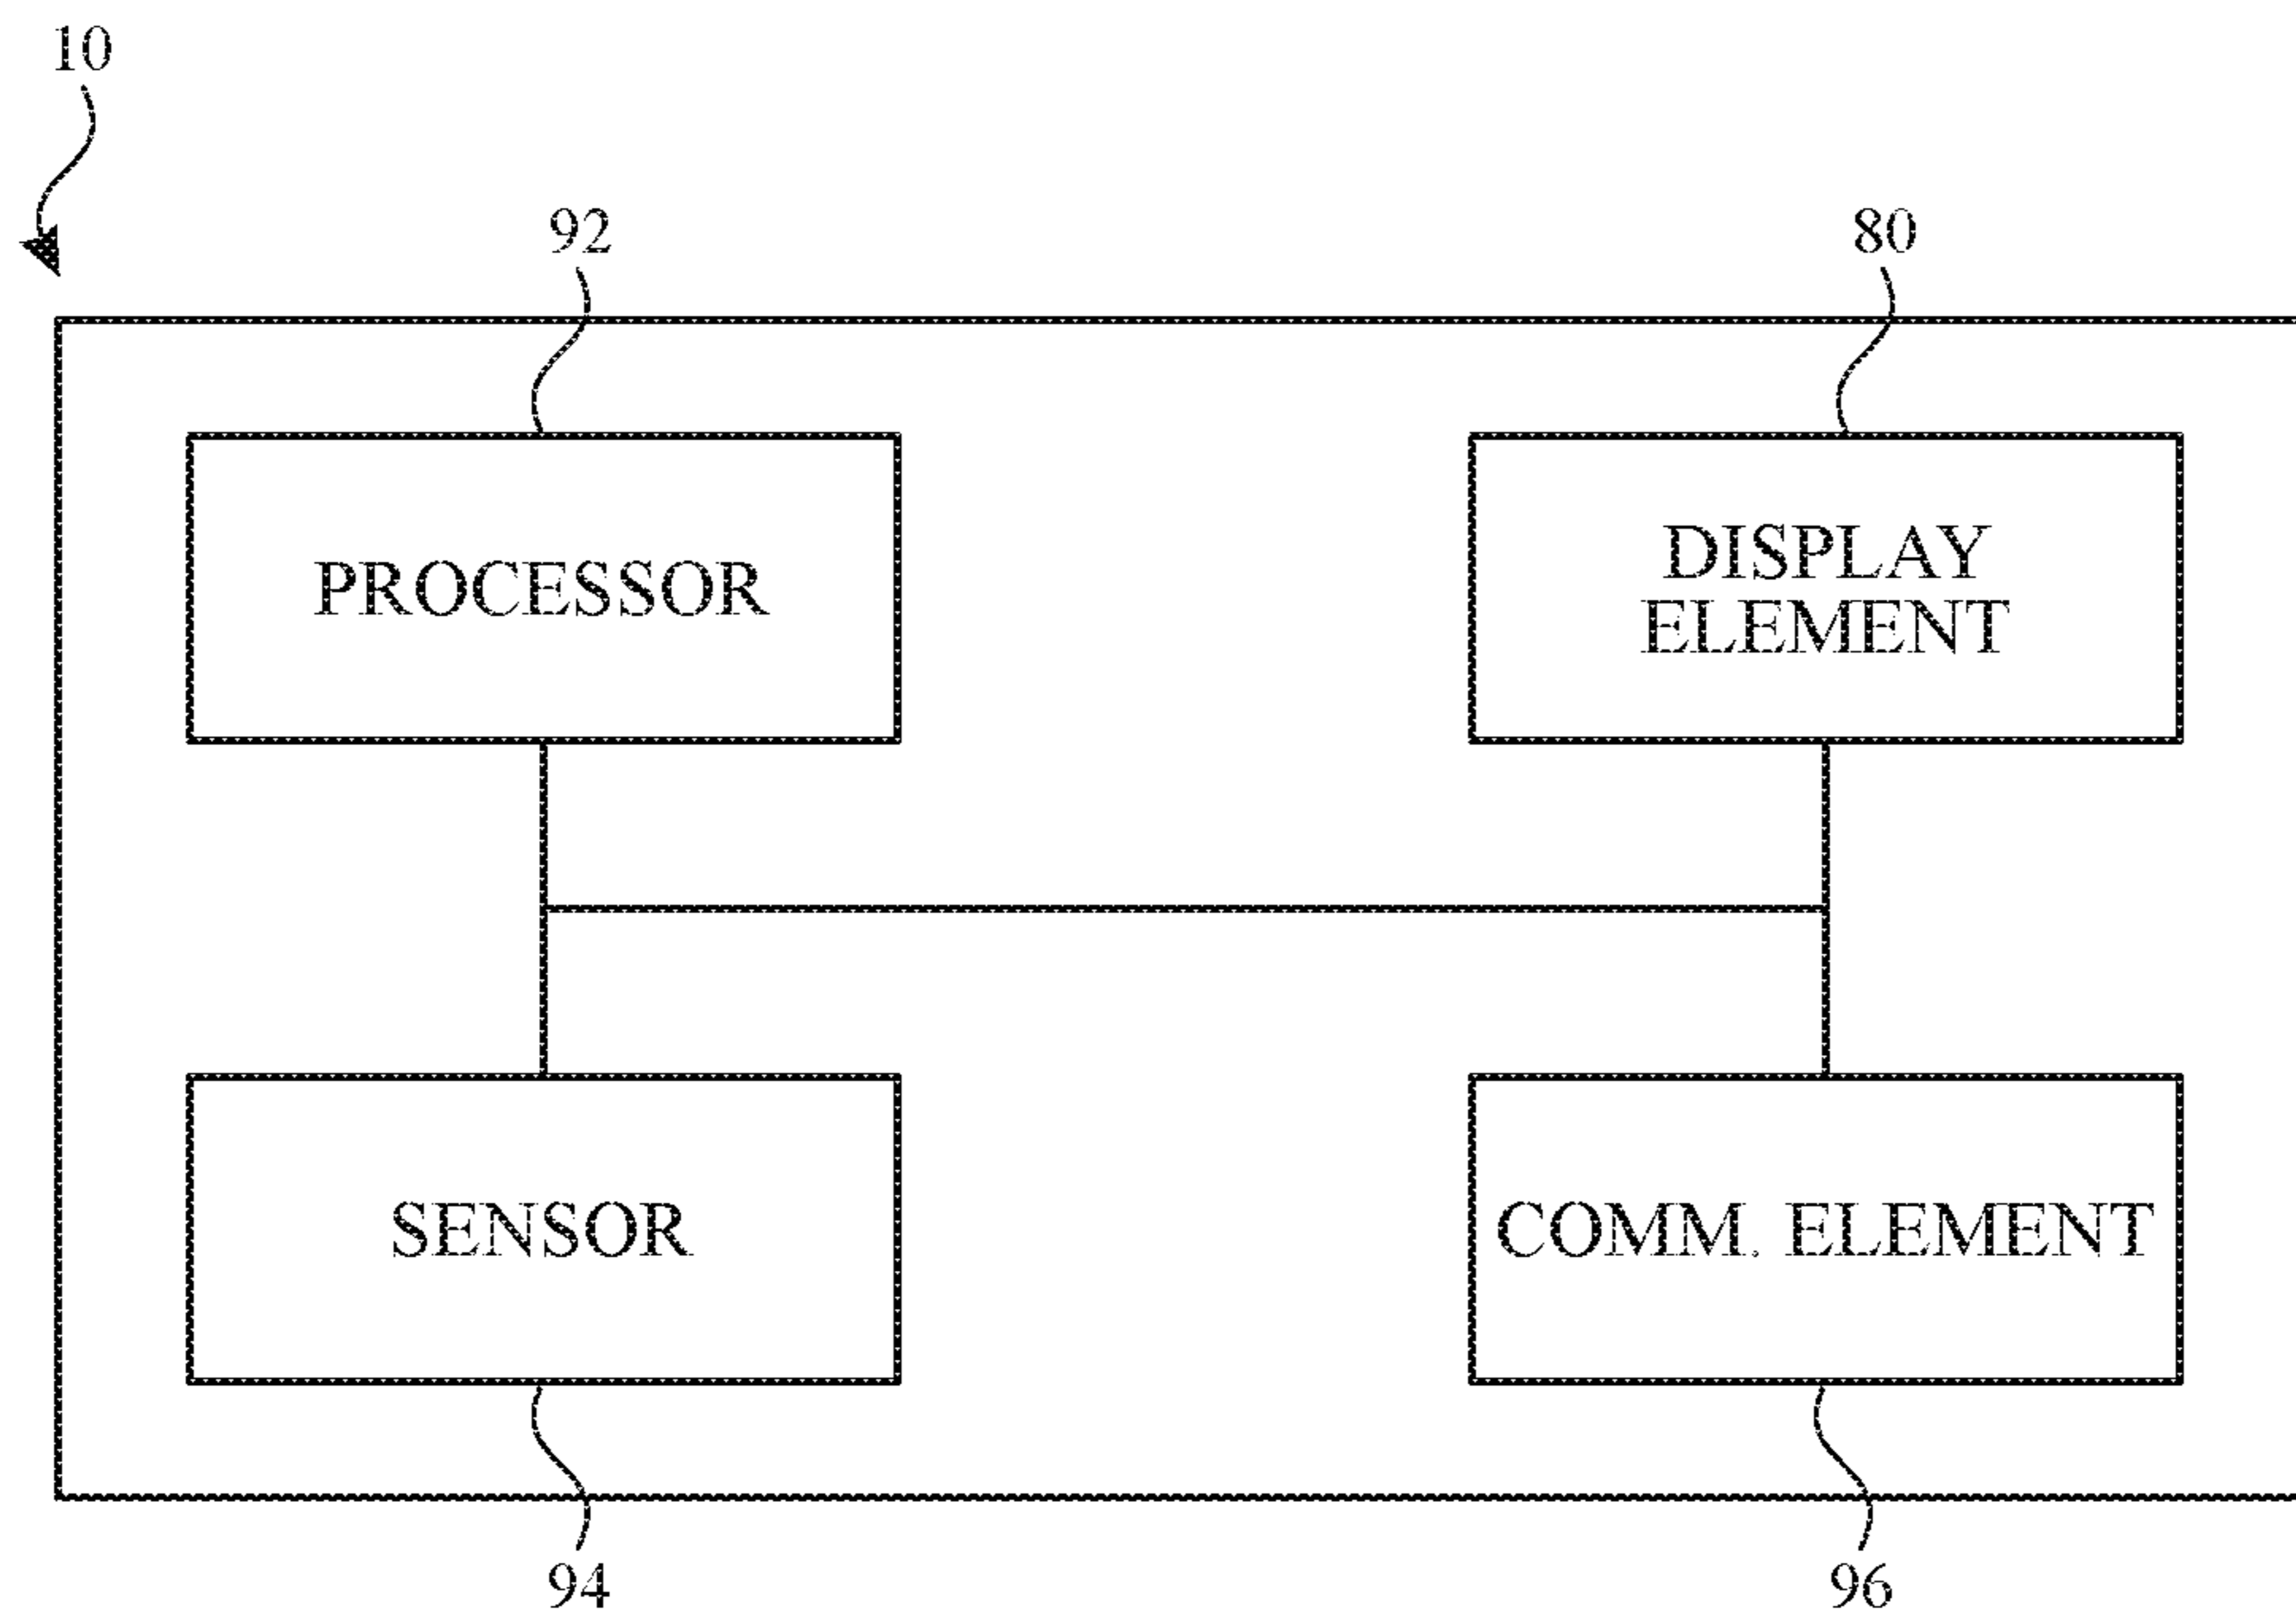 10
92
80
PROCESSOR
DISPLAY
ELEMENT
SENSOR
COMM. ELEMENT
94
96